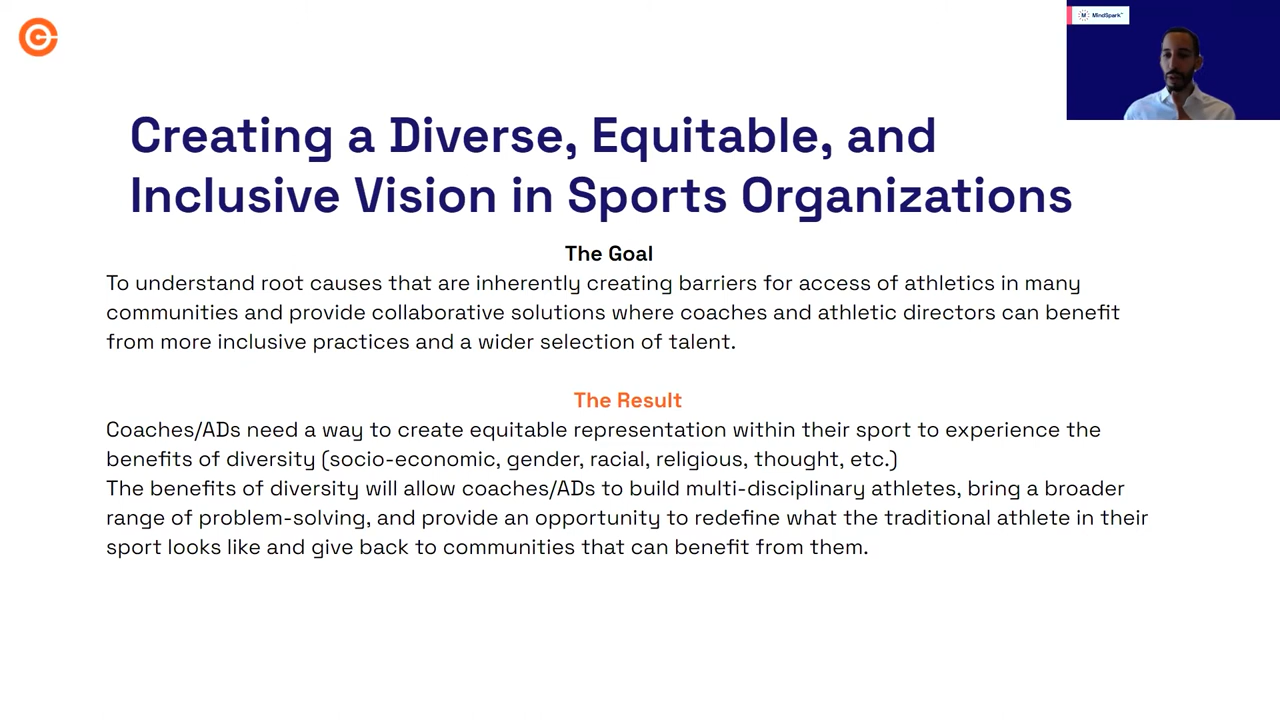 MindSpark™
Creating a Diverse, Equitable, and
Inclusive Vision in Sports Organizations
The Goal
To understand root causes that are inherently creating barriers for access of athletics in many
communities and provide collaborative solutions where coaches and athletic directors can benefit
from more inclusive practices and a wider selection of talent.
The Result
Coaches/ADs need a way to create equitable representation within their sport to experience the
benefits of diversity (socio-economic, gender, racial, religious, thought, etc.)
The benefits of diversity will allow coaches/ADs to build multi-disciplinary athletes, bring a broader
range of problem-solving, and provide an opportunity to redefine what the traditional athlete in their
sport looks like and give back to communities that can benefit from them.